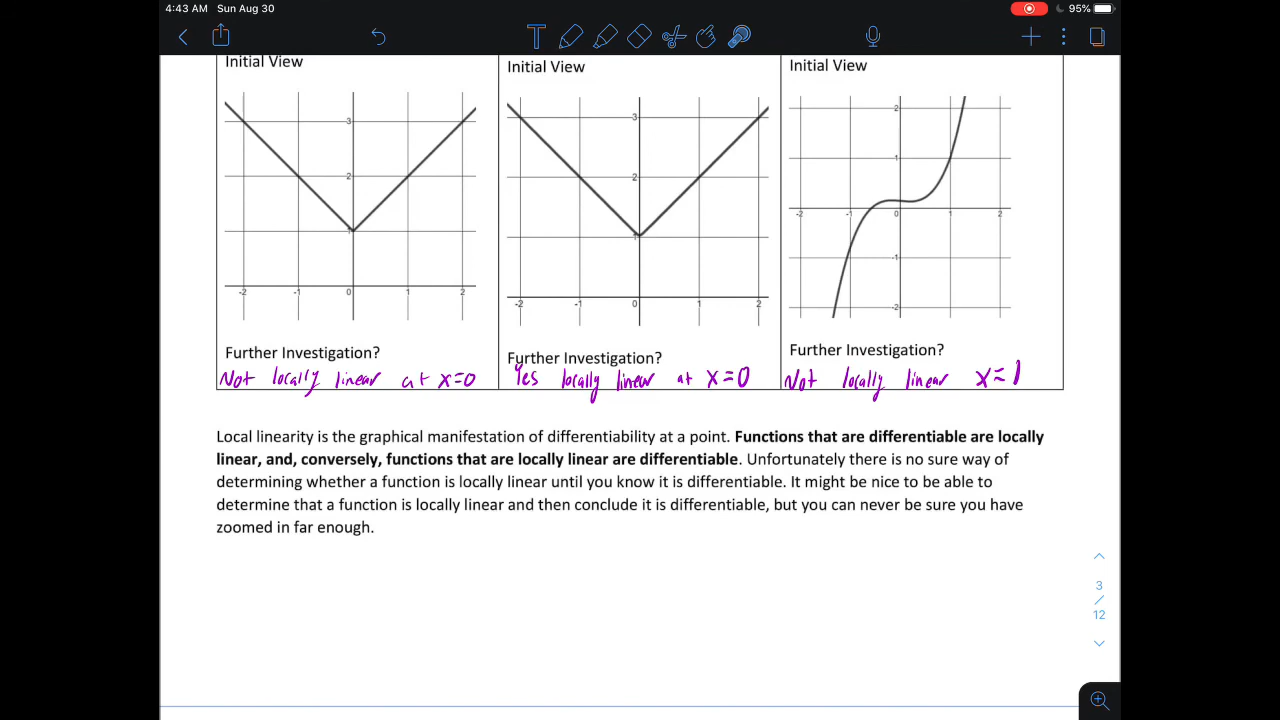 4:43 AM Sun Aug 30
95%
Initial View
Initial View
Initial View
3
2
1
-2 -1 0 1 2
3
2
1
-2 -1 0 1 2
2
1
-2 -1 0 1 2
-1
-2
Further Investigation?
Not locally linear at x=0
Further Investigation?
Yes locally linear at x=0
Further Investigation?
Not locally linear x=1
Local linearity is the graphical manifestation of differentiability at a point. Functions that are differentiable are locally
linear, and, conversely, functions that are locally linear are differentiable. Unfortunately there is no sure way of
determining whether a function is locally linear until you know it is differentiable. It might be nice to be able to
determine that a function is locally linear and then conclude it is differentiable, but you can never be sure you have
zoomed in far enough.
3
/
12